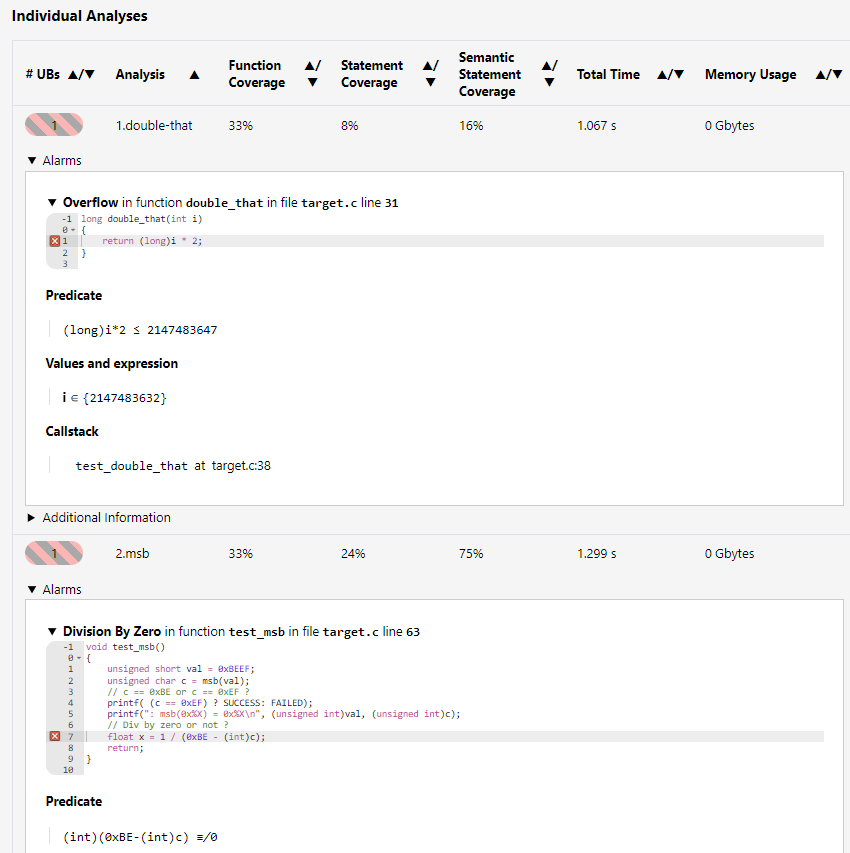 Individual Analyses
# UBs ▲/▼ Analysis ▲ Function Coverage ▲/▼ Statement Coverage ▲/▼ Semantic Statement Coverage ▲/▼ Total Time ▲/▼ Memory Usage ▲/▼
1 1.double-that 33% 8% 16% 1.067 s 0 Gbytes
▼ Alarms
▼ Overflow in function double_that in file target.c line 31
-1 long double_that(int i)
0 {
1 return (long)i * 2;
2 }
3
Predicate
(long)i*2 ≤ 2147483647
Values and expression
i ∈ {2147483632}
Callstack
test_double_that at target.c:38
▶ Additional Information
1 2.msb 33% 24% 75% 1.299 s 0 Gbytes
▼ Alarms
▼ Division By Zero in function test_msb in file target.c line 63
-1 void test_msb()
0 {
1 unsigned short val = 0xBEEF;
2 unsigned char c = msb(val);
3 // c == 0xBE or c == 0xEF ?
4 printf( (c == 0xEF) ? SUCCESS: FAILED);
5 printf(": msb(0x%X) = 0x%X\n", (unsigned int)val, (unsigned int)c);
6 // Div by zero or not ?
7 float x = 1 / (0xBE - (int)c);
8 return;
9 }
10
Predicate
(int)(0xBE-(int)c) ≡/0